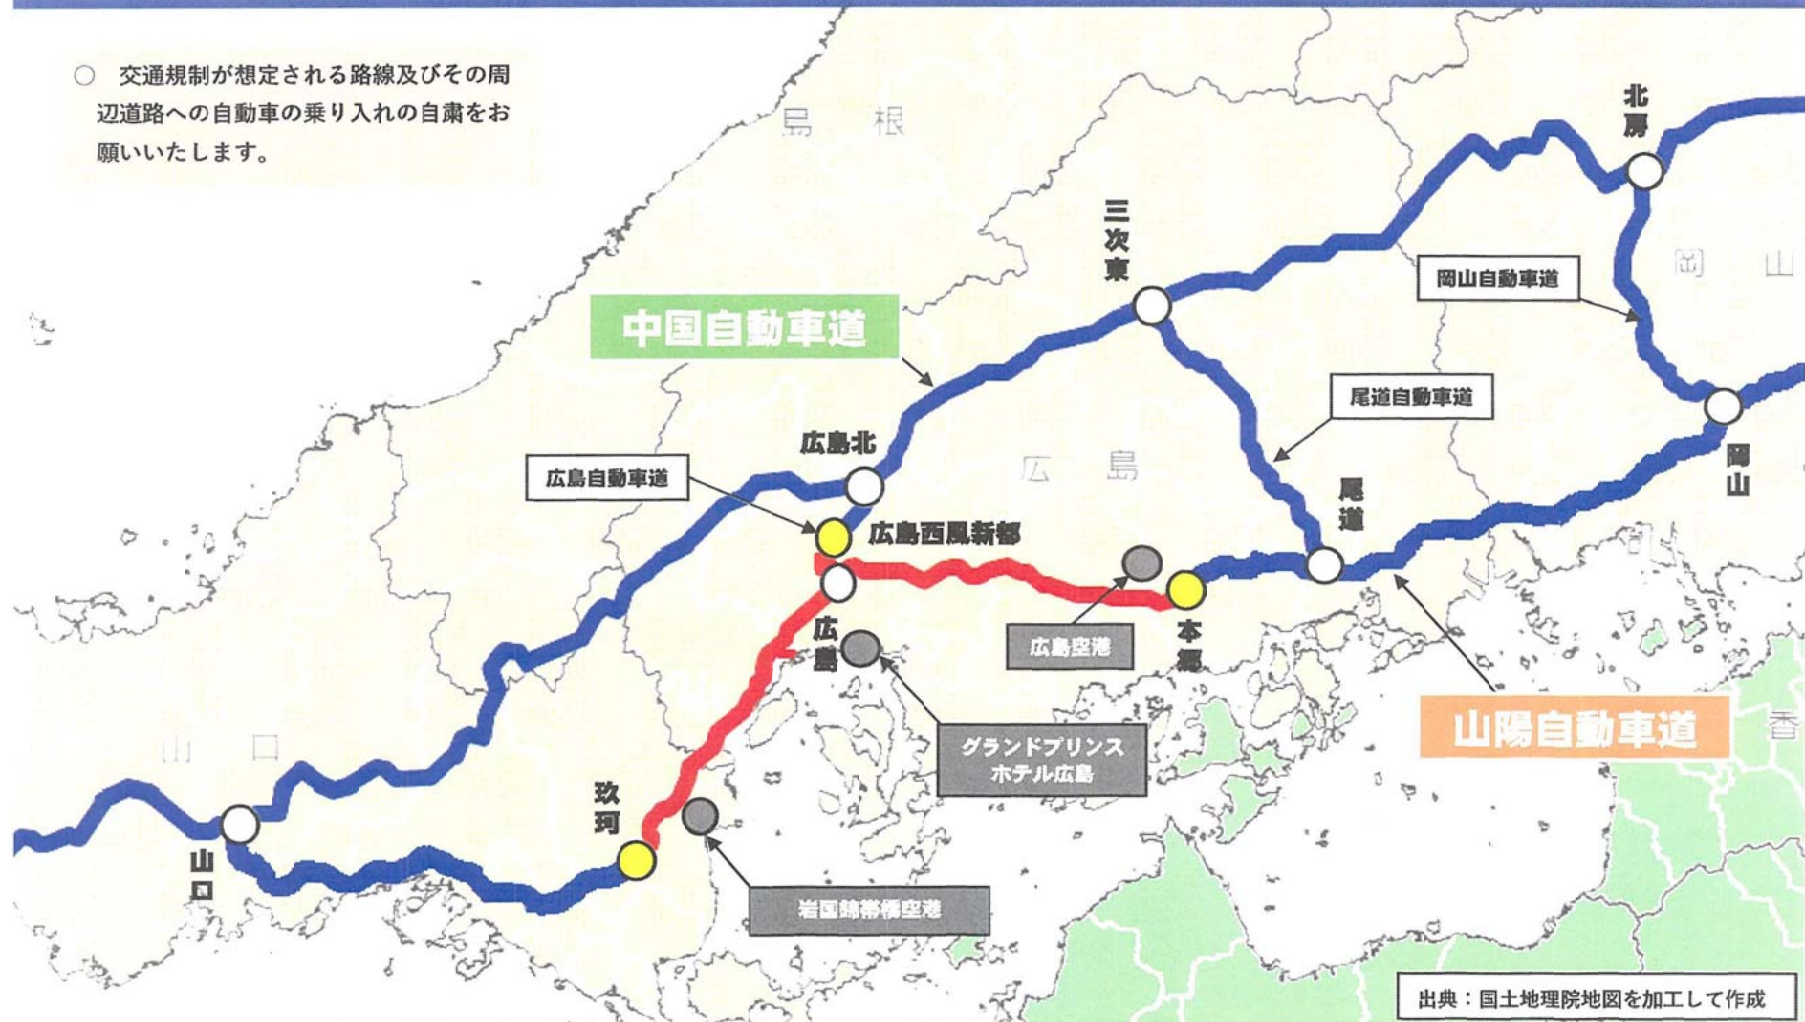 ○ 交通規制が想定される路線及びその周
辺道路への自動車の乗り入れの自粛をお
願いいたします。
島根
北房
三次東
岡山
岡山自動車道
中国自動車道
尾道自動車道
広島北
広島自動車道
広島
尾道
岡山
広島西風新都
広島
本郷
広島空港
山陽自動車道
香
山口
グランドプリンス
ホテル広島
玖珂
山口
岩国錦帯橋空港
出典：国土地理院地図を加工して作成